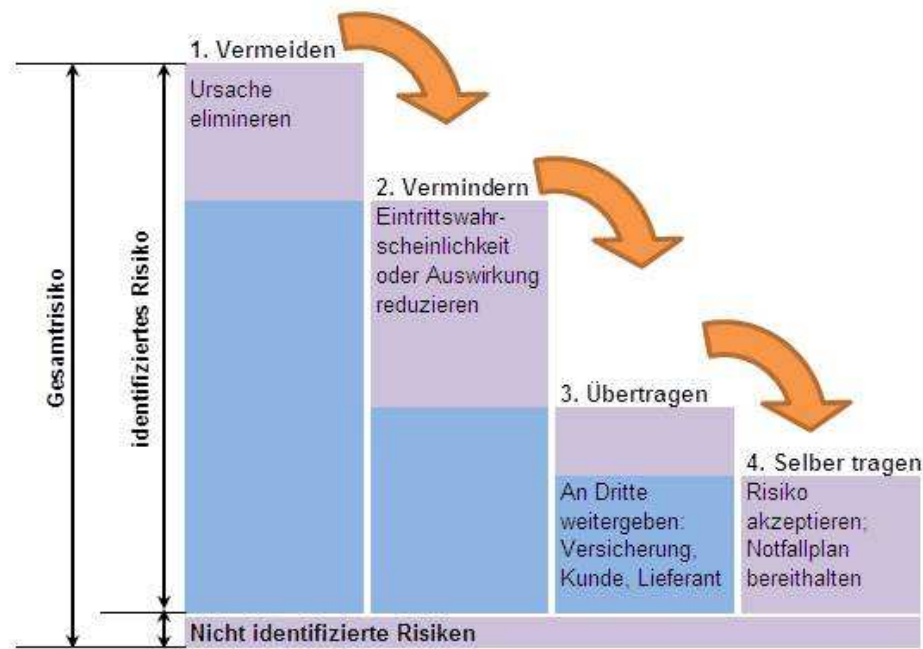 1. Vermeiden
Ursache
elimineren
2. Vermindern
Eintrittswahr-
scheinlichkeit
oder Auswirkung
reduzieren
3. Übertragen
An Dritte
weitergeben:
Versicherung,
Kunde, Lieferant
4. Selber tragen
Risiko
akzeptieren;
Notfallplan
bereithalten
Gesamtrisiko
identifiziertes Risiko
Nicht identifizierte Risiken